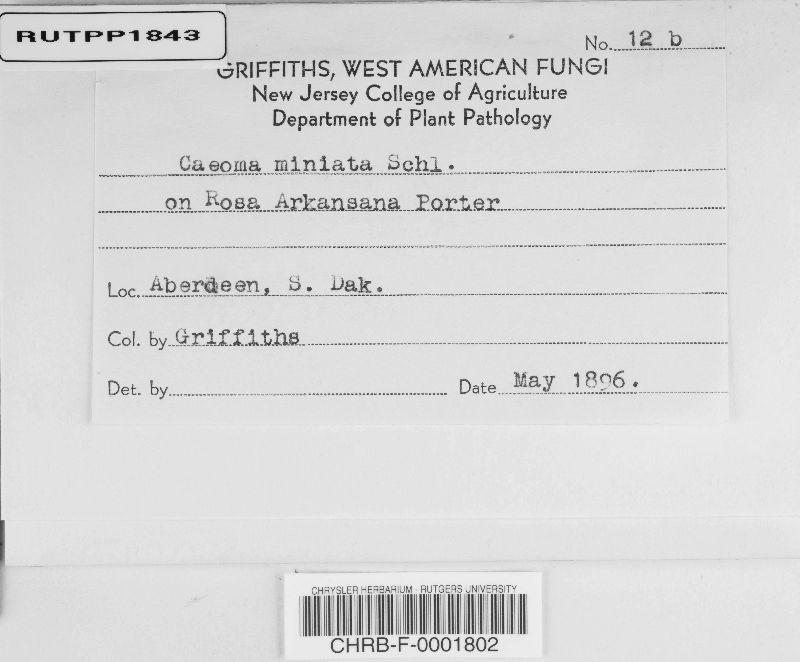 RUTPP1843
No. 12 b
GRIFFITHS, WEST AMERICAN FUNGI
New Jersey College of Agriculture
Department of Plant Pathology
Caeoma miniata Schl.
on Rosa Arkansana Porter
Loc. Aberdeen, S. Dak.
Col. by Griffiths
Det. by
Date May 1896.
CHRYSLER HERBARIUM - RUTGERS UNIVERSITY
CHRB-F-0001802